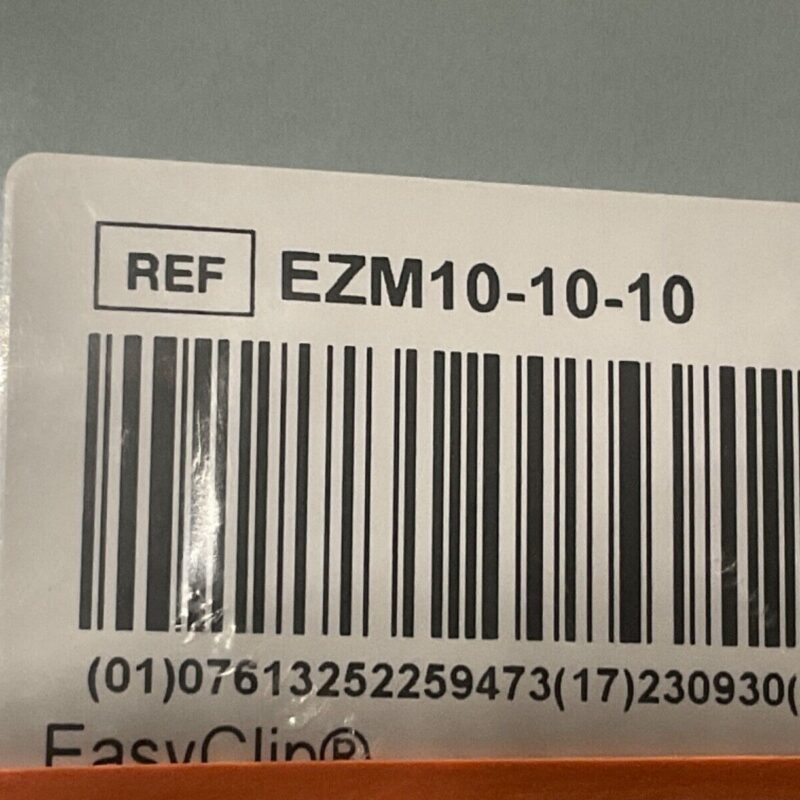 REF EZM10-10-10
(01)07613252259473(17)230930(
EasyClip®